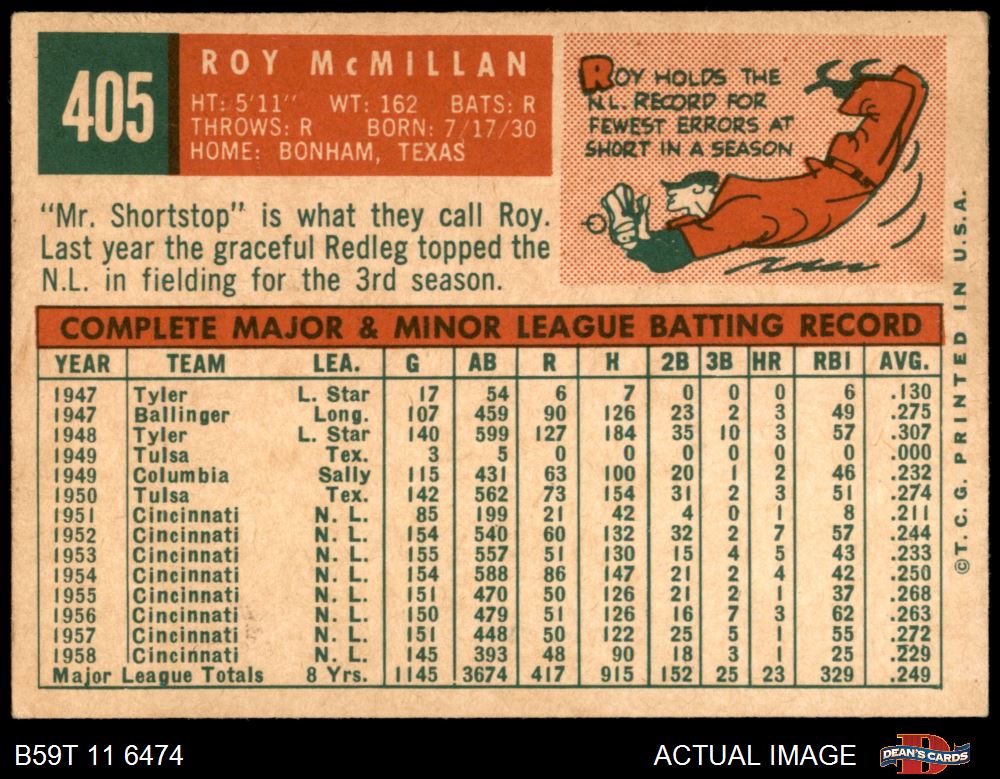 405
ROY McMILLAN
HT: 5'11" WT: 162 BATS: R
THROWS: R BORN: 7/17/30
HOME: BONHAM, TEXAS
ROY HOLDS THE
N.L. RECORD FOR
FEWEST ERRORS AT
SHORT IN A SEASON
"Mr. Shortstop" is what they call Roy.
Last year the graceful Redleg topped the
N.L. in fielding for the 3rd season.
COMPLETE MAJOR & MINOR LEAGUE BATTING RECORD
YEAR TEAM LEA. G AB R H 2B 3B HR RBI AVG.
1947 Tyler L. Star 17 54 6 7 0 0 0 6 .130
1947 Ballinger Long. 107 459 90 126 23 2 3 49 .275
1948 Tyler L. Star 140 599 127 184 35 10 3 57 .307
1949 Tulsa Tex. 3 5 0 0 0 0 0 0 .000
1949 Columbia Sally 115 431 63 100 20 1 2 46 .232
1950 Tulsa Tex. 142 562 73 154 31 2 3 51 .274
1951 Cincinnati N. L. 85 199 21 42 4 0 1 8 .211
1952 Cincinnati N. L. 154 540 60 132 32 2 7 57 .244
1953 Cincinnati N. L. 155 557 51 130 15 4 5 43 .233
1954 Cincinnati N. L. 154 588 86 147 21 2 4 42 .250
1955 Cincinnati N. L. 151 470 50 126 21 2 1 37 .268
1956 Cincinnati N. L. 150 479 51 126 16 7 3 62 .263
1957 Cincinnati N. L. 151 448 50 122 25 5 1 55 .272
1958 Cincinnati N. L. 145 393 48 90 18 3 1 25 .229
Major League Totals 8 Yrs. 1145 3674 417 915 152 25 23 329 .249
©T. C. G. PRINTED IN U.S.A.
B59T 11 6474
ACTUAL IMAGE
DEAN'S CARDS